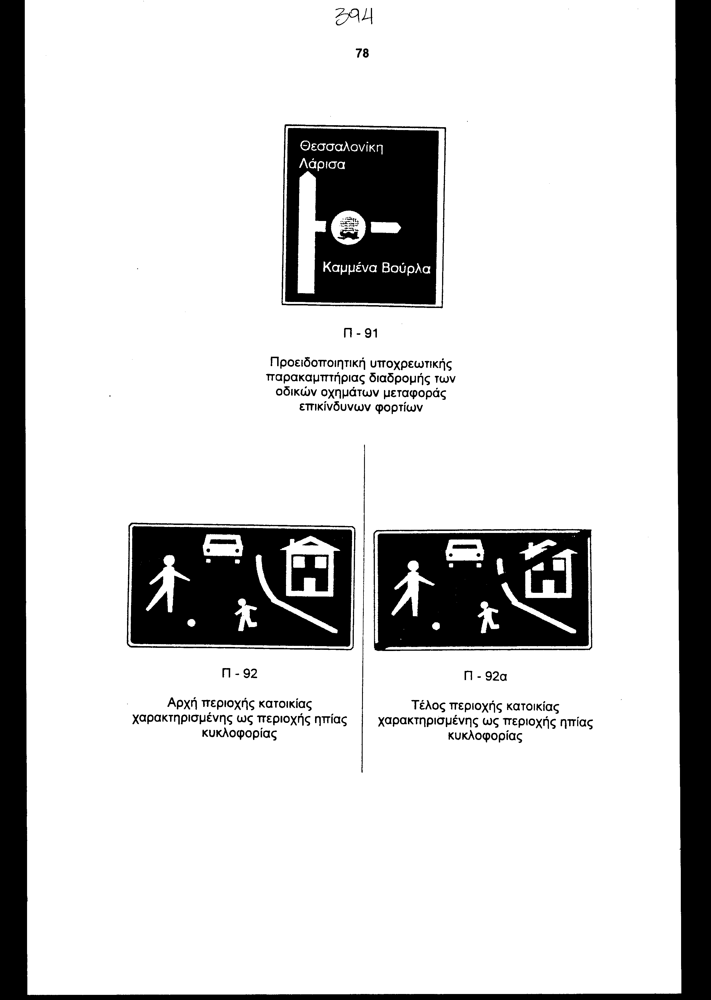 394
78
Θεσσαλονίκη
Λάρισα
Καμμένα Βούρλα
Π - 91
Προειδοποιητική υποχρεωτικής
παρακαμπτήριας διαδρομής των
οδικών οχημάτων μεταφοράς
επικίνδυνων φορτίων
Π - 92
Αρχή περιοχής κατοικίας
χαρακτηρισμένης ως περιοχής ηπίας
κυκλοφορίας
Π - 92α
Τέλος περιοχής κατοικίας
χαρακτηρισμένης ως περιοχής ηπίας
κυκλοφορίας